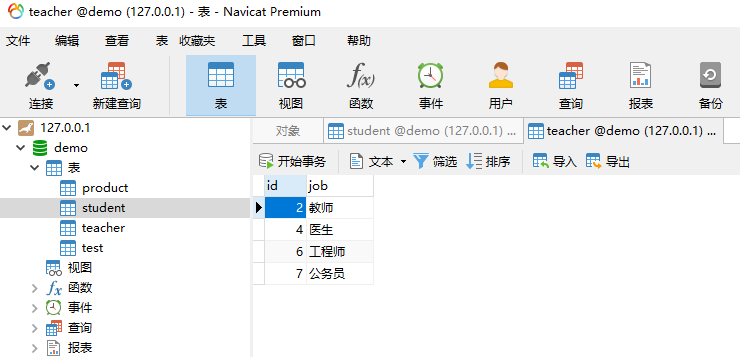 teacher @demo (127.0.0.1) - 表 - Navicat Premium
文件 编辑 查看 表 收藏夹 工具 窗口 帮助
连接 新建查询 表 视图 f(x) 函数 事件 用户 查询 报表 备份
127.0.0.1
demo
表
product
student
teacher
test
视图
函数
事件
查询
报表
对象 student @demo (127.0.0.1) ... teacher @demo (127.0.0.1) ...
开始事务 文本 筛选 排序 导入 导出
id job
2 教师
4 医生
6 工程师
7 公务员